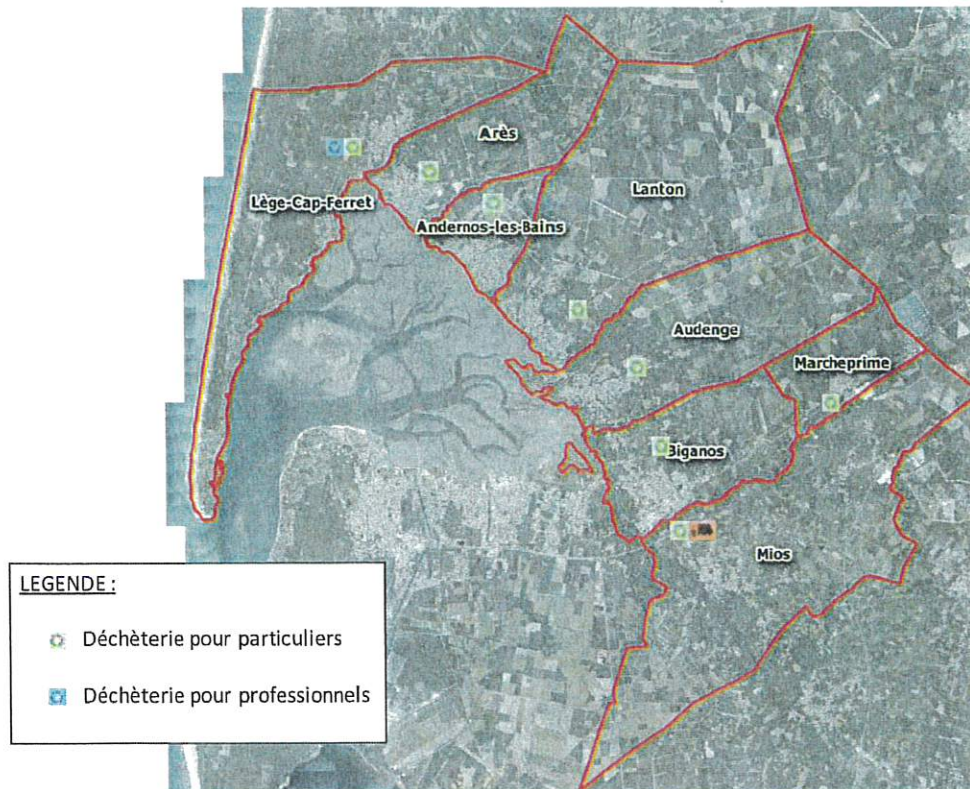 Arès
Lège-Cap-Ferret
Lanton
Andernos-les-Bains
Audenge
Marcheprime
Biganos
Mios
LEGENDE :
Déchèterie pour particuliers
Déchèterie pour professionnels